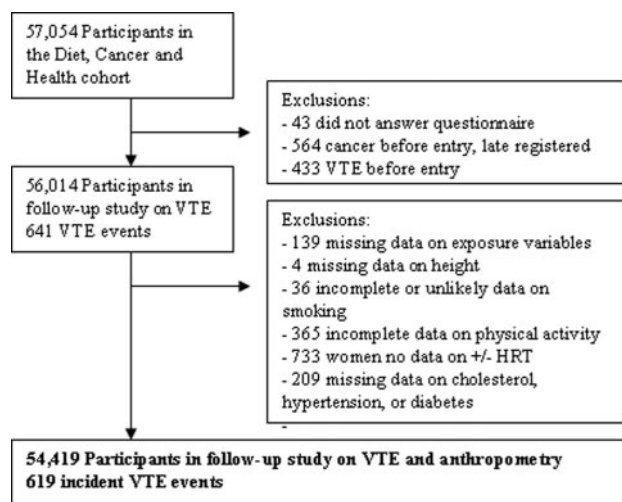 57,054 Participants in
the Diet, Cancer and
Health cohort
Exclusions:
- 43 did not answer questionnaire
- 564 cancer before entry, late registered
- 433 VTE before entry
56,014 Participants in
follow-up study on VTE
641 VTE events
Exclusions:
- 139 missing data on exposure variables
- 4 missing data on height
- 36 incomplete or unlikely data on
smoking
- 365 incomplete data on physical activity
- 733 women no data on +/- HRT
- 209 missing data on cholesterol,
hypertension, or diabetes
-
54,419 Participants in follow-up study on VTE and anthropometry
619 incident VTE events